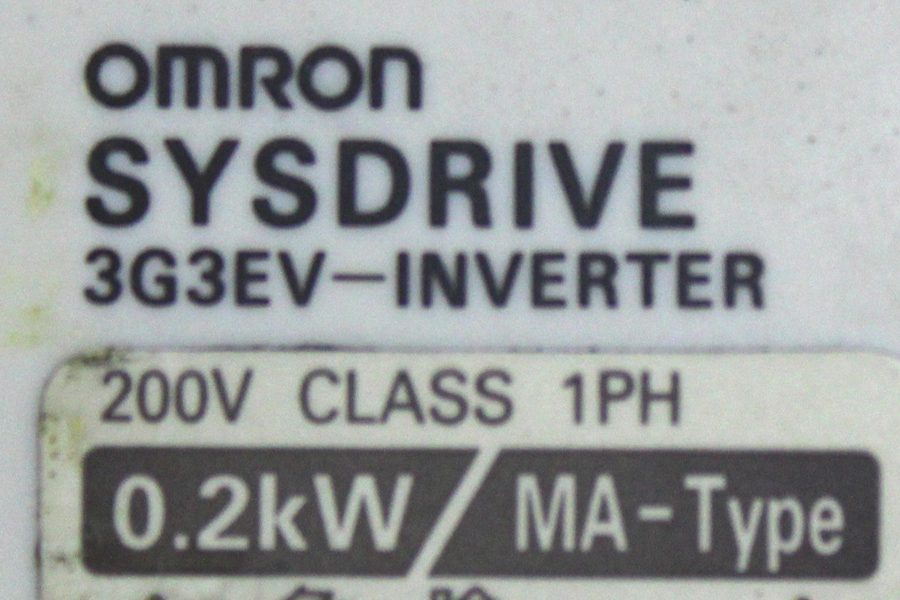 OMRON
SYSDRIVE
3G3EV-INVERTER
200V CLASS 1PH
0.2kW MA-Type